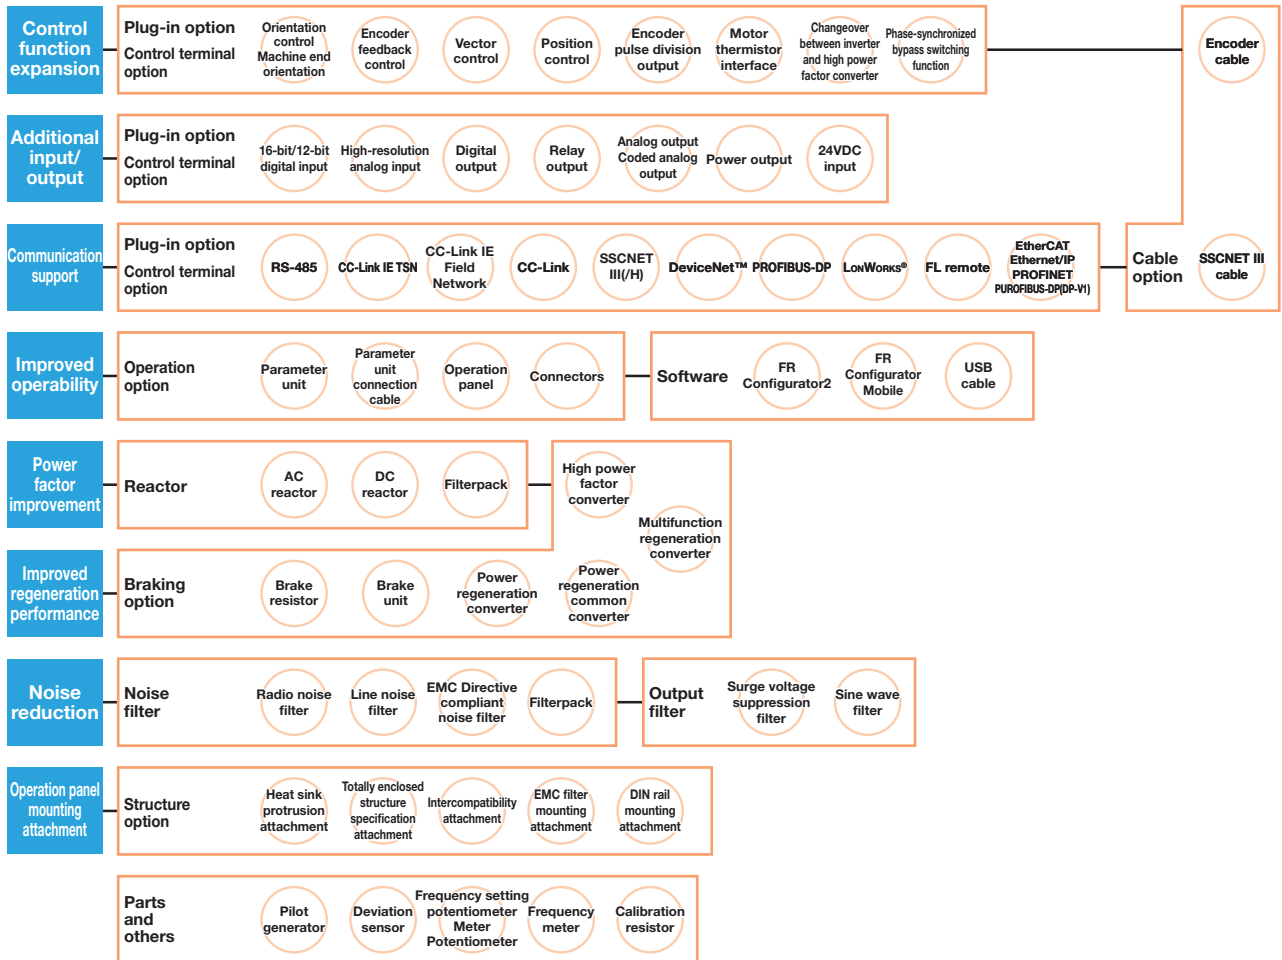 Control
function
expansion
Plug-in option
Control terminal
option
Orientation
control
Machine end
orientation
Encoder
feedback
control
Vector
control
Position
control
Encoder
pulse division
output
Motor
thermistor
interface
Changeover
between inverter
and high power
factor converter
Phase-synchronized
bypass switching
function
Encoder
cable
Additional
input/
output
Plug-in option
Control terminal
option
16-bit/12-bit
digital input
High-resolution
analog input
Digital
output
Relay
output
Analog output
Coded analog
output
Power output
24VDC
input
Communication
support
Plug-in option
Control terminal
option
RS-485
CC-Link IE TSN
CC-Link IE
Field
Network
CC-Link
SSCNET
III(/H)
DeviceNet™
PROFIBUS-DP
LONWORKS®
FL remote
EtherCAT
Ethernet/IP
PROFINET
PUROFIBUS-DP(DP-V1)
Cable
option
SSCNET III
cable
Improved
operability
Operation
option
Parameter
unit
Parameter
unit
connection
cable
Operation
panel
Connectors
Software
FR
Configurator2
FR
Configurator
Mobile
USB
cable
Power
factor
improvement
Reactor
AC
reactor
DC
reactor
Filterpack
High power
factor
converter
Multifunction
regeneration
converter
Improved
regeneration
performance
Braking
option
Brake
resistor
Brake
unit
Power
regeneration
converter
Power
regeneration
common
converter
Noise
reduction
Noise
filter
Radio noise
filter
Line noise
filter
EMC Directive
compliant
noise filter
Filterpack
Output
filter
Surge voltage
suppression
filter
Sine wave
filter
Operation panel
mounting
attachment
Structure
option
Heat sink
protrusion
attachment
Totally enclosed
structure
specification
attachment
Intercompatibility
attachment
EMC filter
mounting
attachment
DIN rail
mounting
attachment
Parts
and
others
Pilot
generator
Deviation
sensor
Frequency setting
potentiometer
Meter
Potentiometer
Frequency
meter
Calibration
resistor